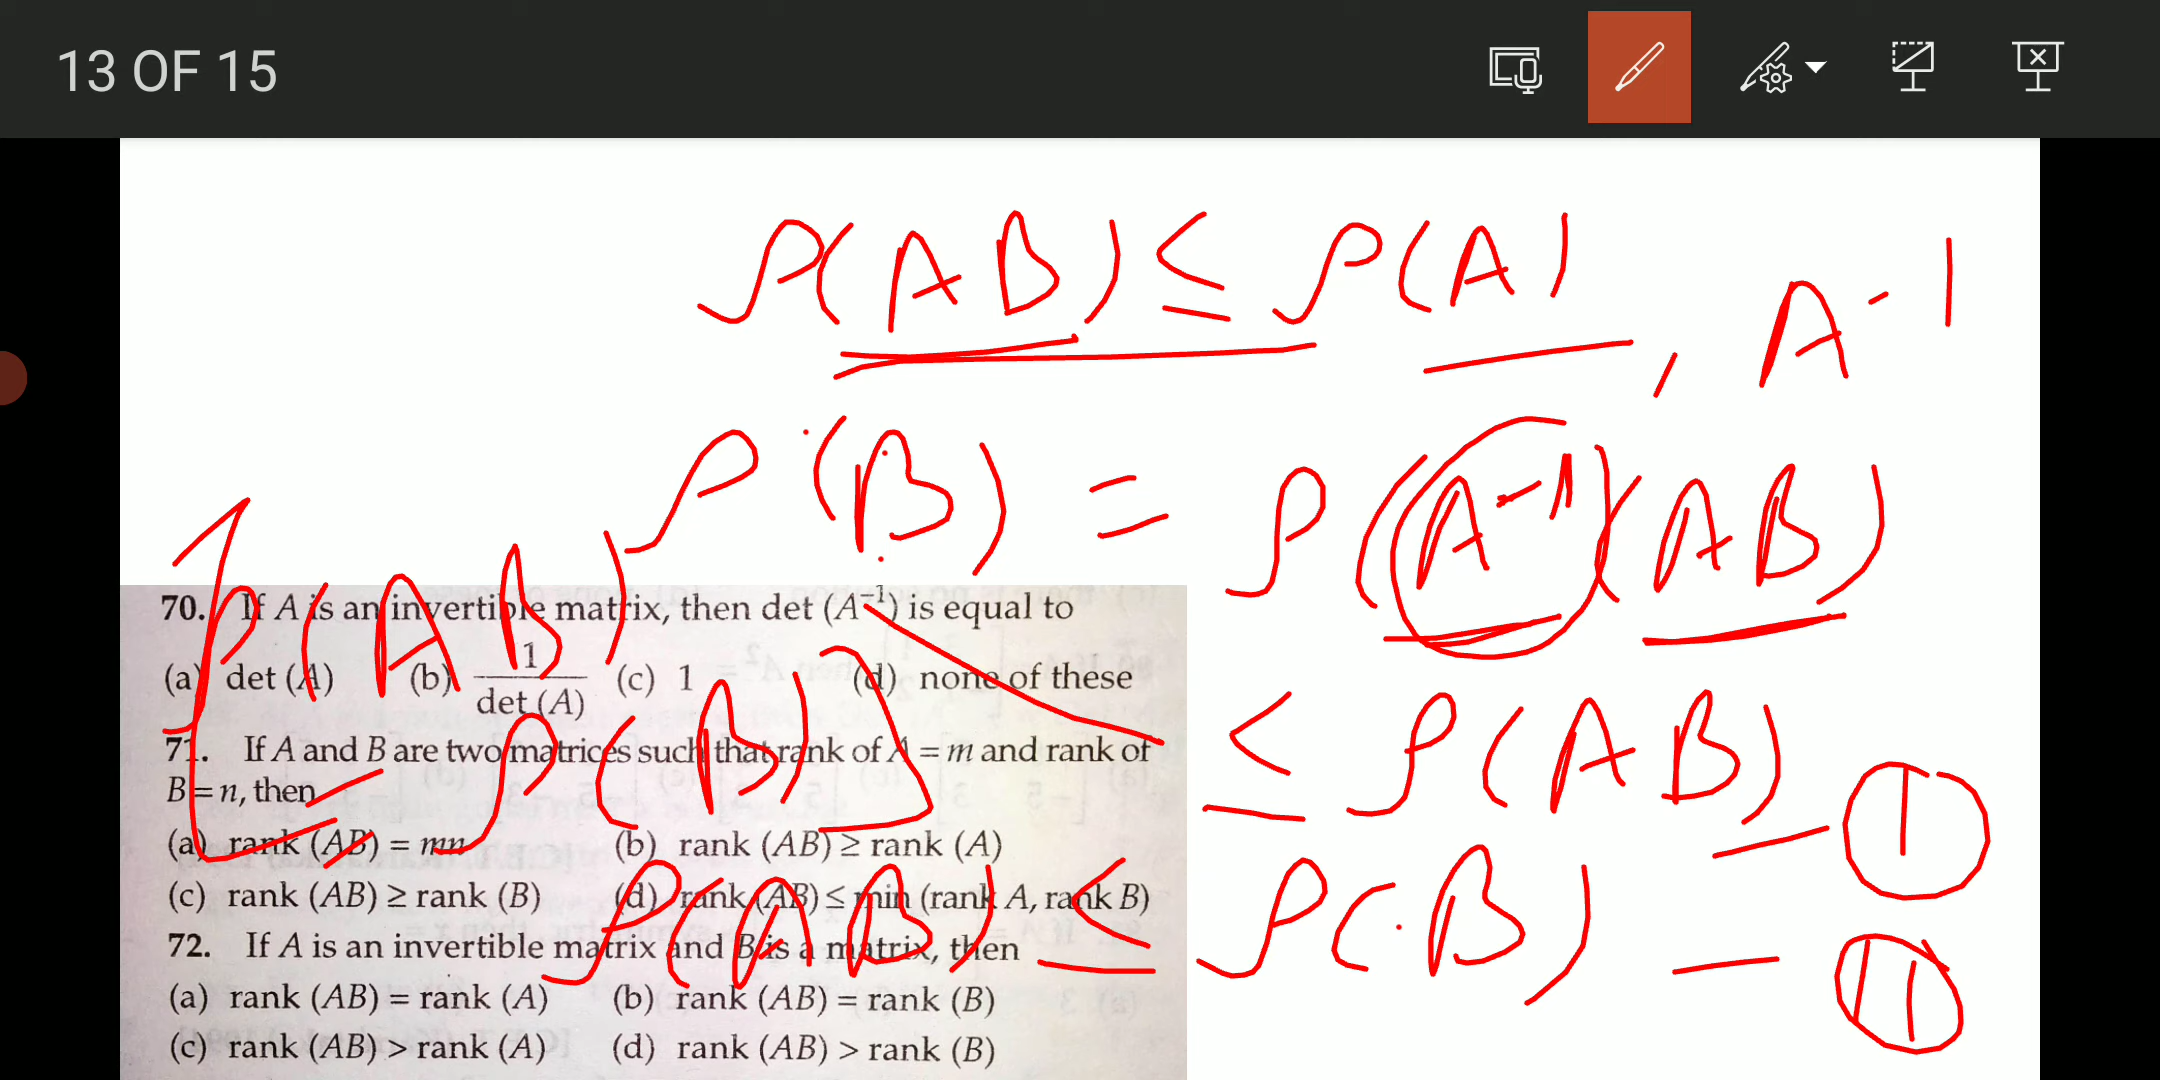 13 OF 15
ρ(AB) ≤ ρ(A) , A⁻¹
ρ(B) = ρ(A⁻¹)(AB)
≤ ρ(AB) — ①
ρ(AB) ≤ ρ(B) — ⑪
ρ(AB) = ρ(B)
70. If A is an invertible matrix, then det (A⁻¹) is equal to
(a) det (A) (b) 1/det (A) (c) 1 (d) none of these
71. If A and B are two matrices such that rank of A = m and rank of
B = n, then
(a) rank (AB) = mn (b) rank (AB) ≥ rank (A)
(c) rank (AB) ≥ rank (B) (d) rank (AB) ≤ min (rank A, rank B)
72. If A is an invertible matrix and B is a matrix, then
(a) rank (AB) = rank (A) (b) rank (AB) = rank (B)
(c) rank (AB) > rank (A) (d) rank (AB) > rank (B)